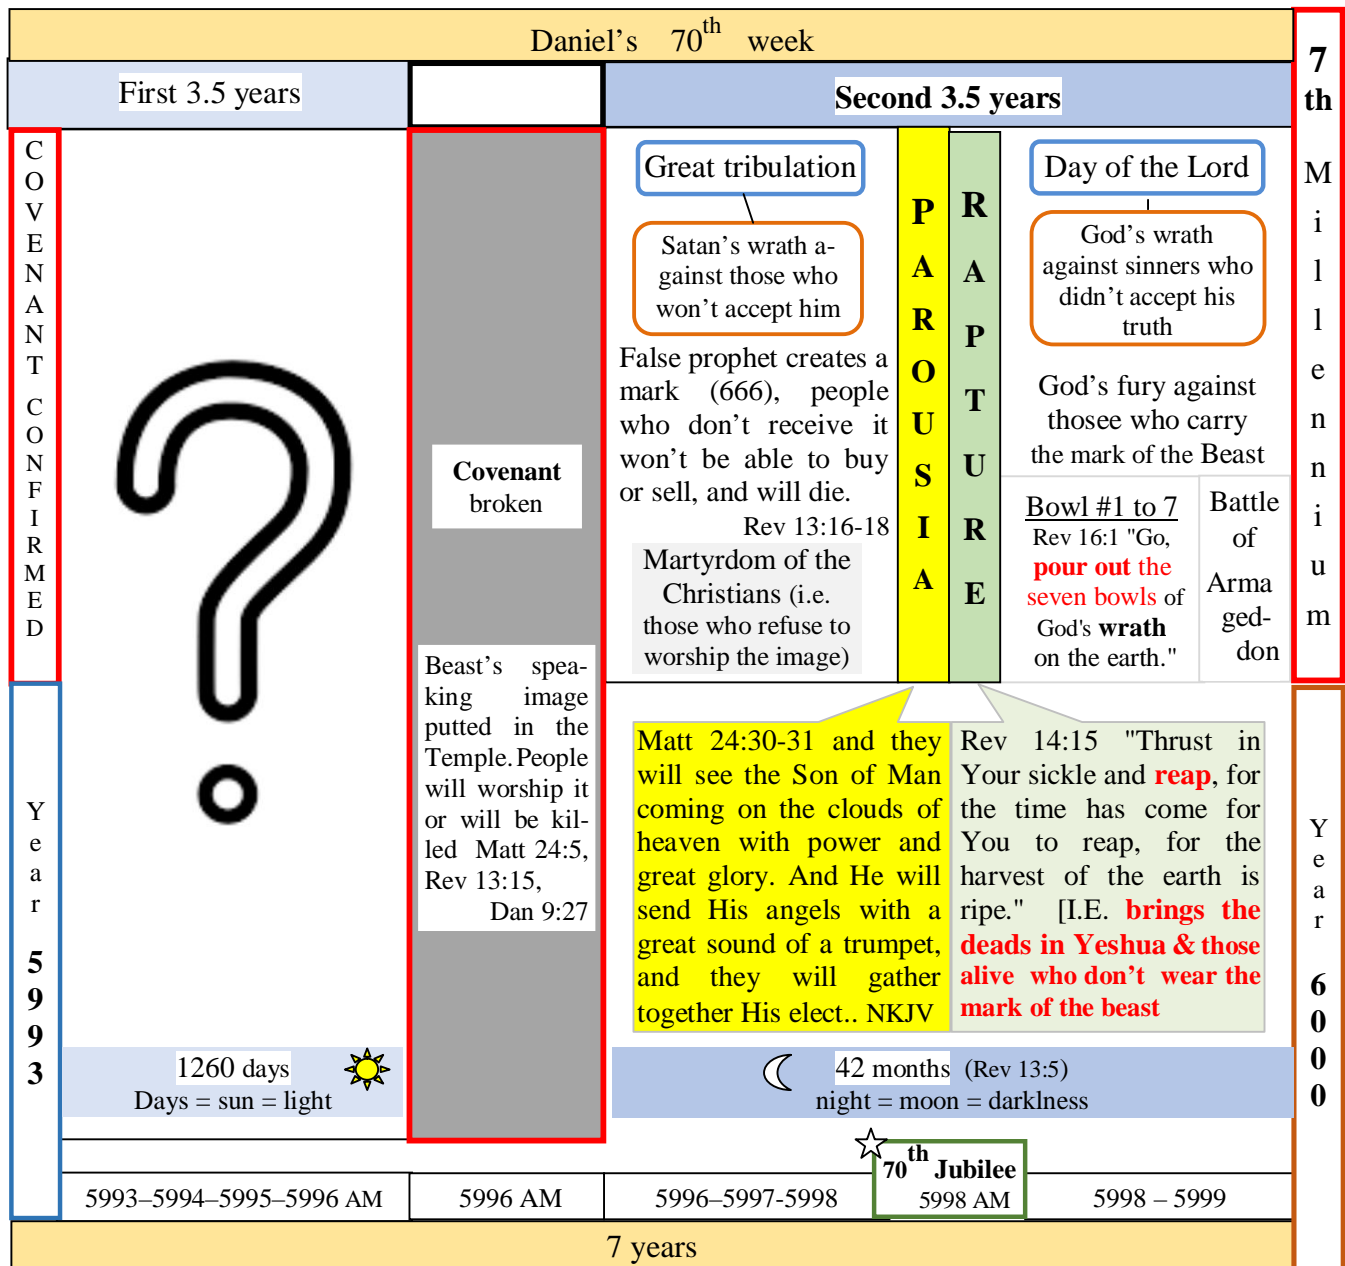 Daniel's 70th week
First 3.5 years
Second 3.5 years
7
th
M
i
l
l
e
n
n
i
u
m
C
O
V
E
N
A
N
T
C
O
N
F
I
R
M
E
D
Covenant
broken
Beast's spea-
king image
putted in the
Temple. People
will worship it
or will be kil-
led Matt 24:5,
Rev 13:15,
Dan 9:27
Great tribulation
Satan's wrath a-
gainst those who
won't accept him
False prophet creates a
mark (666), people
who don't receive it
won't be able to buy
or sell, and will die.
Rev 13:16-18
Martyrdom of the
Christians (i.e.
those who refuse to
worship the image)
P
A
R
O
U
S
I
A
R
A
P
T
U
R
E
Day of the Lord
God's wrath
against sinners who
didn't accept his
truth
God's fury against
thosee who carry
the mark of the Beast
Bowl #1 to 7
Rev 16:1 "Go,
pour out the
seven bowls of
God's wrath
on the earth."
Battle
of
Arma
ged-
don
Matt 24:30-31 and they
will see the Son of Man
coming on the clouds of
heaven with power and
great glory. And He will
send His angels with a
great sound of a trumpet,
and they will gather
together His elect.. NKJV
Rev 14:15 "Thrust in
Your sickle and reap, for
the time has come for
You to reap, for the
harvest of the earth is
ripe." [I.E. brings the
deads in Yeshua & those
alive who don't wear the
mark of the beast
Y
e
a
r
5
9
9
3
Y
e
a
r
6
0
0
0
1260 days
Days = sun = light
42 months (Rev 13:5)
night = moon = darklness
70th Jubilee
5998 AM
5993–5994–5995–5996 AM
5996 AM
5996–5997-5998
5998 – 5999
7 years